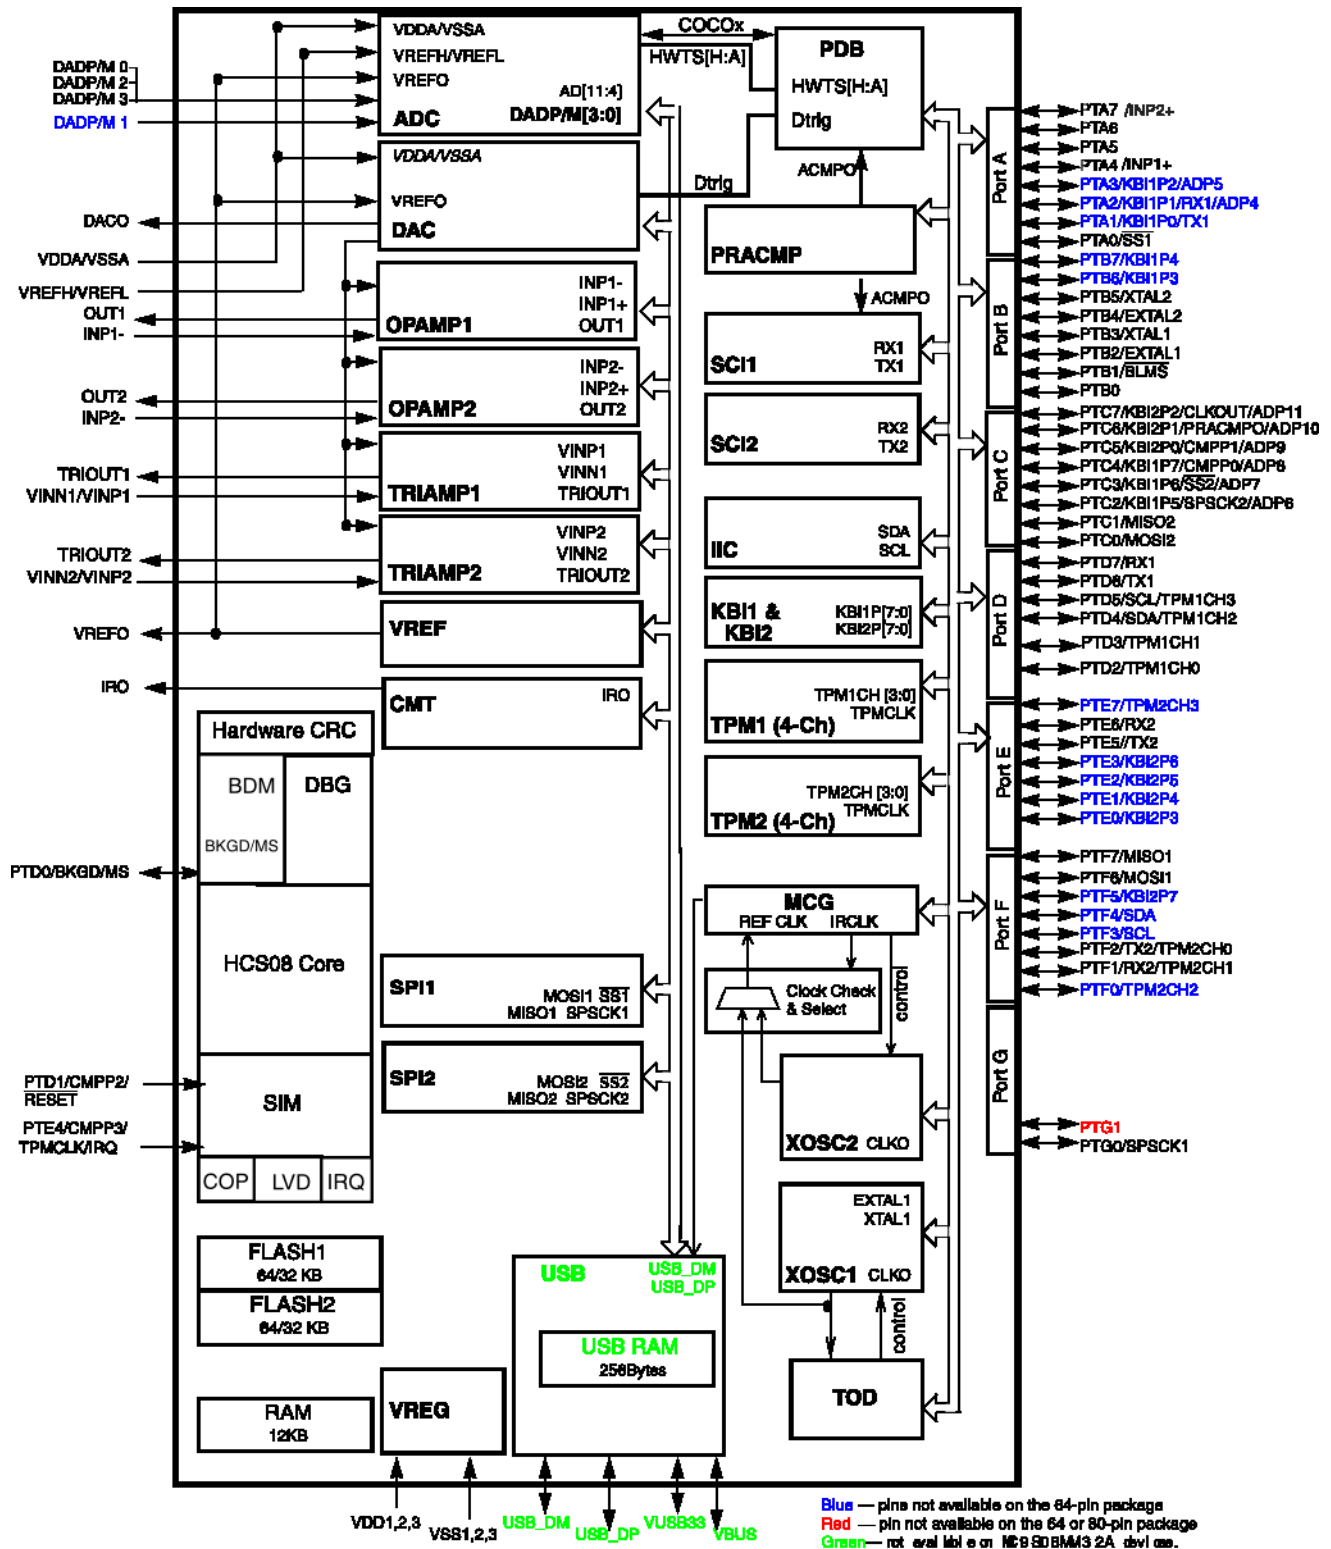 DADP/M 0
DADP/M 2
DADP/M 3
DADP/M 1
DACO
VDDA/VSSA
VREFH/VREFL
OUT1
INP1-
OUT2
INP2-
TRIOUT1
VINN1/VINP1
TRIOUT2
VINN2/VINP2
VREFO
IRO
PTD0/BKGD/MS
PTD1/CMPP2/
RESET
PTE4/CMPP3/
TPMCLK/IRQ
VDDA/VSSA
VREFH/VREFL
VREFO
AD[11:4]
ADC DADP/M[3:0]
VDDA/VSSA
VREFO
DAC
INP1-
INP1+
OPAMP1 OUT1
INP2-
INP2+
OPAMP2 OUT2
VINP1
VINN1
TRIAMP1 TRIOUT1
VINP2
VINN2
TRIAMP2 TRIOUT2
VREF
CMT IRO
Hardware CRC
BDM DBG
BKGD/MS
HCS08 Core
SIM
COP LVD IRQ
SPI1
MOSI1 SS1
MISO1 SPSCK1
SPI2
MOSI2 SS2
MISO2 SPSCK2
FLASH1
64/32 KB
FLASH2
64/32 KB
RAM
12KB
VREG
VDD1,2,3
VSS1,2,3
USB USB_DM
USB_DP
USB RAM
256Bytes
USB_DM
USB_DP
VUSB33
VBUS
COCOx
HWTS[H:A]
Dtrig
PDB
HWTS[H:A]
Dtrig
ACMPO
PRACMP
ACMPO
SCI1 RX1
TX1
SCI2 RX2
TX2
IIC SDA
SCL
KBI1 & KBI1P[7:0]
KBI2 KBI2P[7:0]
TPM1CH [3:0]
TPMCLK
TPM1 (4-Ch)
TPM2CH [3:0]
TPMCLK
TPM2 (4-Ch)
MCG
REF CLK IRCLK
Clock Check
& Select
control
XOSC2 CLKO
EXTAL1
XTAL1
XOSC1 CLKO
control
TOD
Port A
PTA7 /INP2+
PTA6
PTA5
PTA4 /INP1+
PTA3/KBI1P2/ADP5
PTA2/KBI1P1/RX1/ADP4
PTA1/KBI1P0/TX1
PTA0/SS1
Port B
PTB7/KBI1P4
PTB6/KBI1P3
PTB5/XTAL2
PTB4/EXTAL2
PTB3/XTAL1
PTB2/EXTAL1
PTB1/BLMS
PTB0
Port C
PTC7/KBI2P2/CLKOUT/ADP11
PTC6/KBI2P1/PRACMPO/ADP10
PTC5/KBI2P0/CMPP1/ADP9
PTC4/KBI1P7/CMPP0/ADP8
PTC3/KBI1P6/SS2/ADP7
PTC2/KBI1P5/SPSCK2/ADP6
PTC1/MISO2
PTC0/MOSI2
Port D
PTD7/RX1
PTD6/TX1
PTD5/SCL/TPM1CH3
PTD4/SDA/TPM1CH2
PTD3/TPM1CH1
PTD2/TPM1CH0
Port E
PTE7/TPM2CH3
PTE6/RX2
PTE5//TX2
PTE3/KBI2P6
PTE2/KBI2P5
PTE1/KBI2P4
PTE0/KBI2P3
Port F
PTF7/MISO1
PTF6/MOSI1
PTF5/KBI2P7
PTF4/SDA
PTF3/SCL
PTF2/TX2/TPM2CH0
PTF1/RX2/TPM2CH1
PTF0/TPM2CH2
Port G
PTG1
PTG0/SPSCK1
Blue — pins not available on the 64-pin package
Red — pin not available on the 64 or 80-pin package
Green — not available on MC9S08MM32A devices.